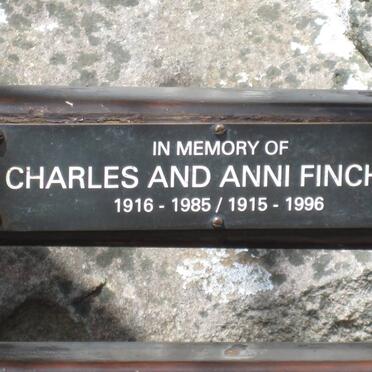 IN MEMORY OF
CHARLES AND ANNI FINCH
1916 - 1985 / 1915 - 1996